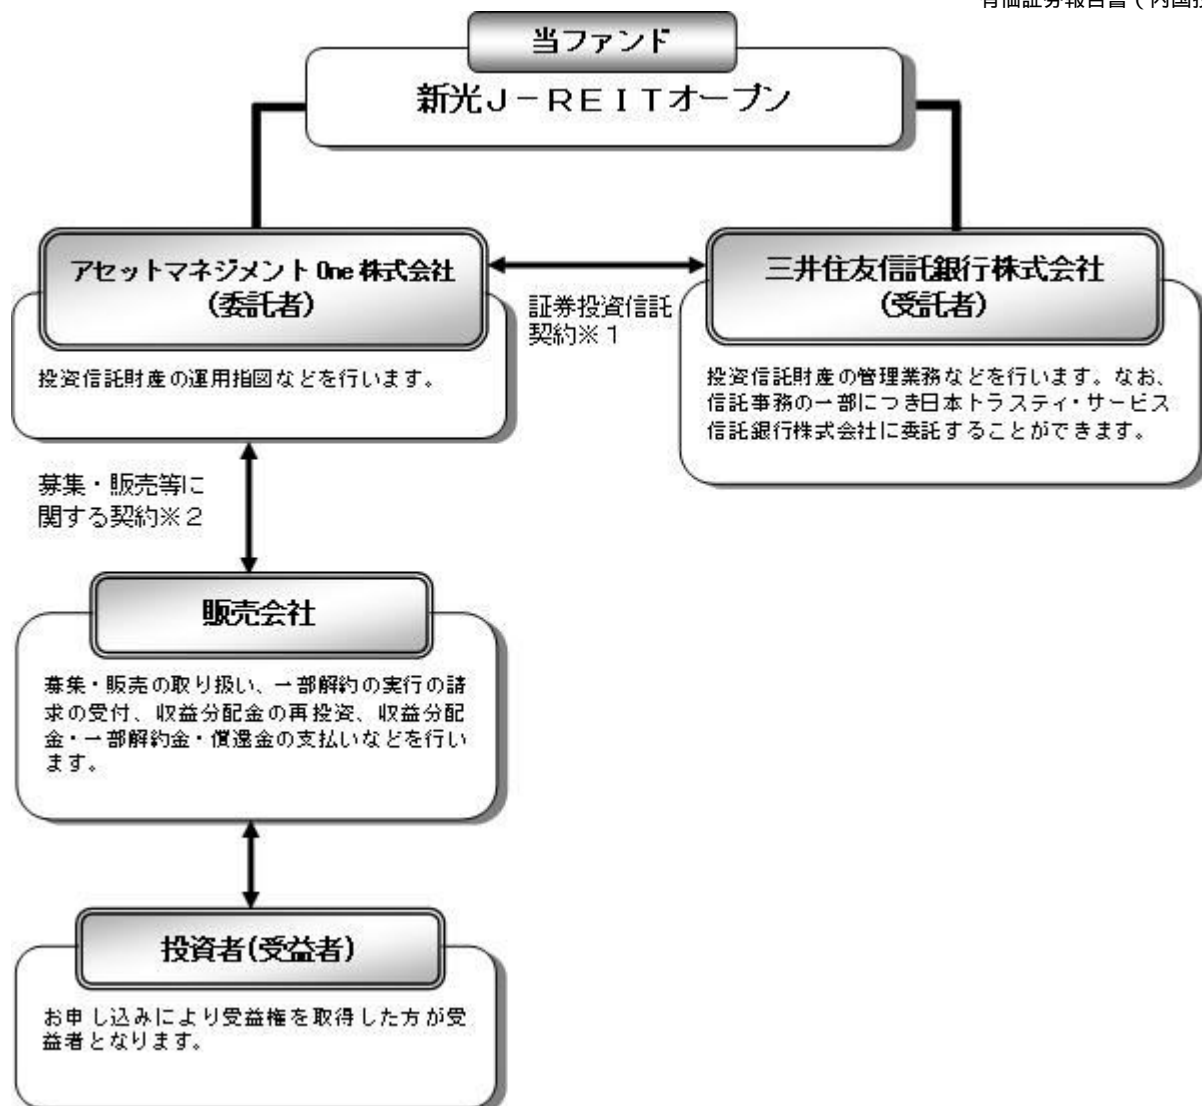 有価証券報告書(内国投
当ファンド
新光J-REITオープン
アセットマネジメントOne株式会社
(委託者)
投資信託財産の運用指図などを行います。
証券投資信託
契約※1
三井住友信託銀行株式会社
(受託者)
投資信託財産の管理業務などを行います。なお、
信託事務の一部につき日本トラスティ・サービス
信託銀行株式会社に委託することができます。
募集・販売等に
関する契約※2
販売会社
募集・販売の取り扱い、一部解約の実行の請
求の受付、収益分配金の再投資、収益分配
金・一部解約金・償還金の支払いなどを行い
ます。
投資者(受益者)
お申し込みにより受益権を取得した方が受
益者となります。